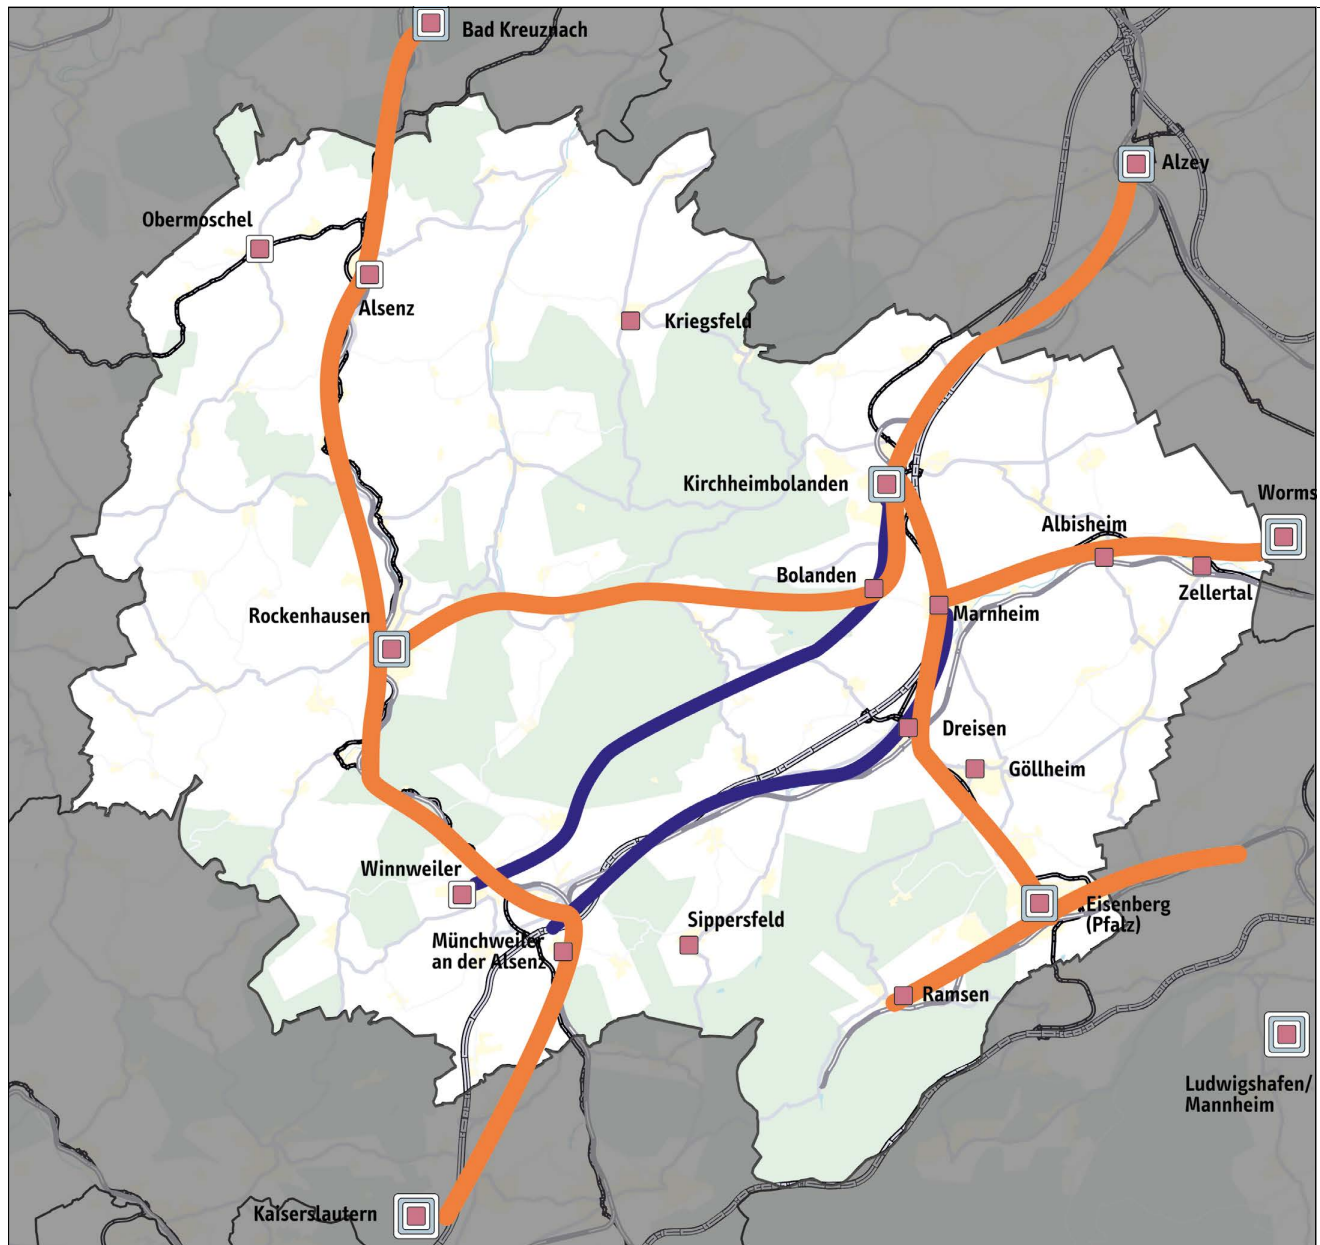 Bad Kreuznach
Alzey
Obermoschel
Alsenz
Kriegsfeld
Kirchheimbolanden
Worms
Albisheim
Bolanden
Zellertal
Marnheim
Rockenhausen
Dreisen
Göllheim
Winnweiler
Eisenberg
(Pfalz)
Sippersfeld
Münchweiler
an der Alsenz
Ramsen
Ludwigshafen/
Mannheim
Kaiserslautern